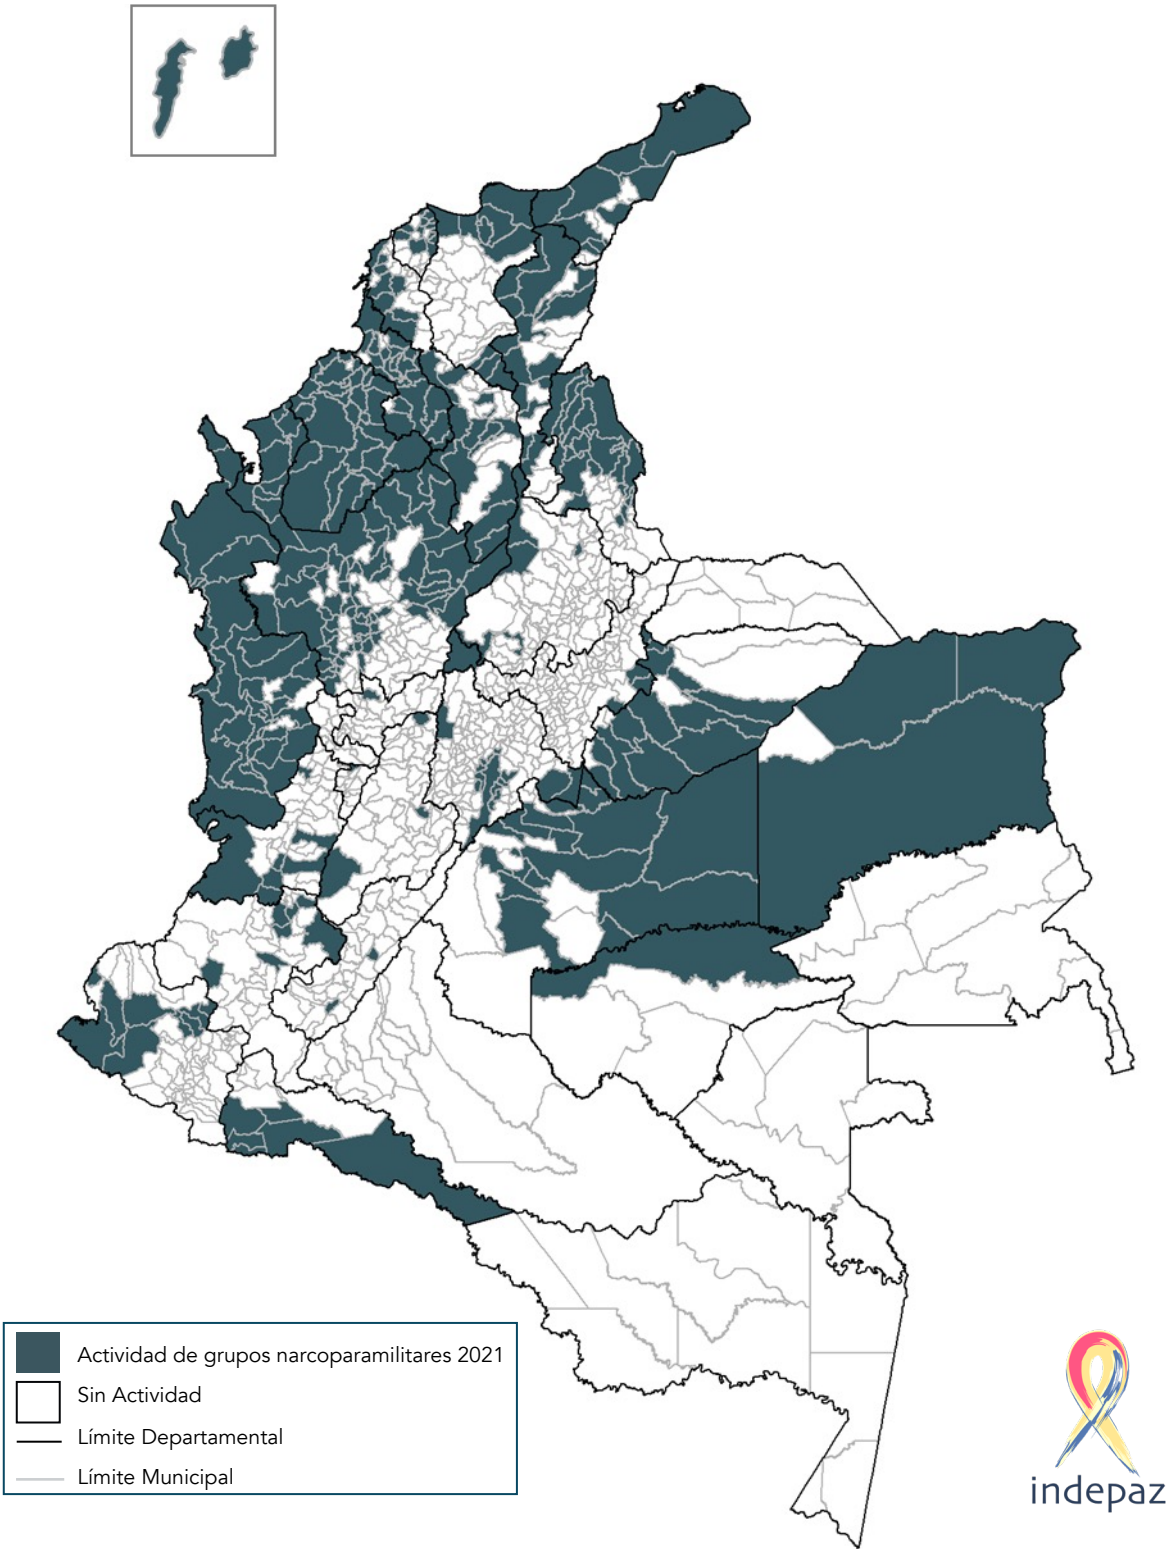 Actividad de grupos narcoparamilitares 2021
Sin Actividad
Límite Departamental
Límite Municipal
indepaz